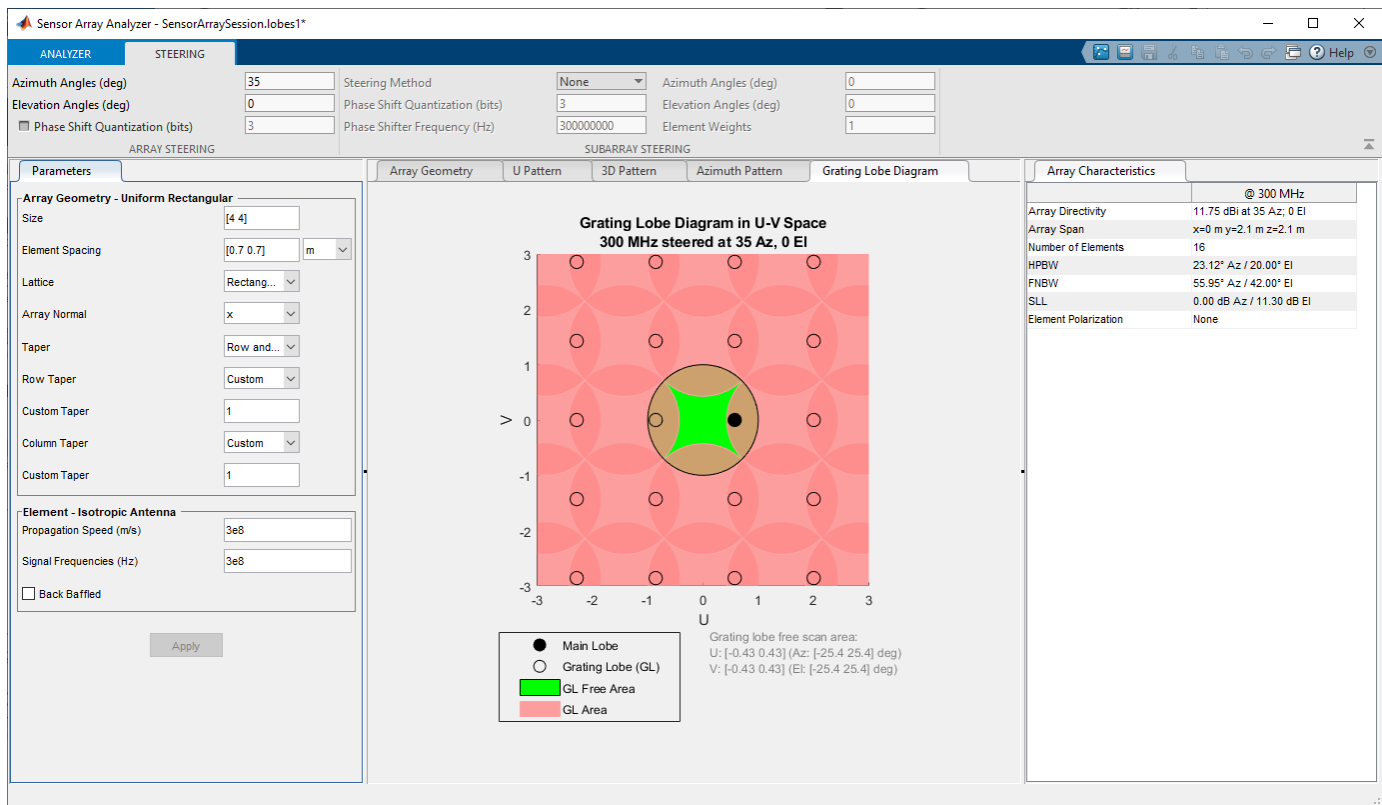 Sensor Array Analyzer - SensorArraySession.lobes1*
ANALYZER STEERING Help
Azimuth Angles (deg) 35 Steering Method None Azimuth Angles (deg) 0
Elevation Angles (deg) 0 Phase Shift Quantization (bits) 3 Elevation Angles (deg) 0
Phase Shift Quantization (bits) 3 Phase Shifter Frequency (Hz) 300000000 Element Weights 1
ARRAY STEERING SUBARRAY STEERING
Parameters
Array Geometry - Uniform Rectangular
Size [4 4]
Element Spacing [0.7 0.7] m
Lattice Rectang...
Array Normal x
Taper Row and...
Row Taper Custom
Custom Taper 1
Column Taper Custom
Custom Taper 1
Element - Isotropic Antenna
Propagation Speed (m/s) 3e8
Signal Frequencies (Hz) 3e8
Back Baffled
Apply
Array Geometry U Pattern 3D Pattern Azimuth Pattern Grating Lobe Diagram
Grating Lobe Diagram in U-V Space
300 MHz steered at 35 Az, 0 El
3
2
1
0
-1
-2
-3
V
-3 -2 -1 0 1 2 3
U
Main Lobe
Grating Lobe (GL)
GL Free Area
GL Area
Grating lobe free scan area:
U: [-0.43 0.43] (Az: [-25.4 25.4] deg)
V: [-0.43 0.43] (El: [-25.4 25.4] deg)
Array Characteristics
@ 300 MHz
Array Directivity 11.75 dBi at 35 Az; 0 El
Array Span x=0 m y=2.1 m z=2.1 m
Number of Elements 16
HPBW 23.12° Az / 20.00° El
FNBW 55.95° Az / 42.00° El
SLL 0.00 dB Az / 11.30 dB El
Element Polarization None